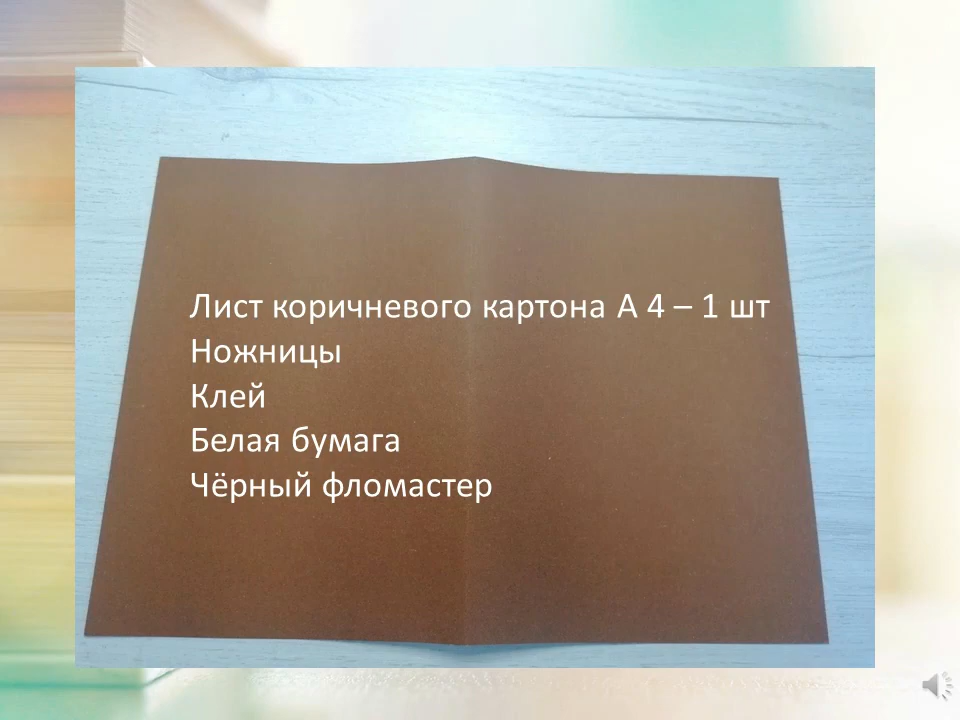 Лист коричневого картона А 4 – 1 шт
Ножницы
Клей
Белая бумага
Чёрный фломастер